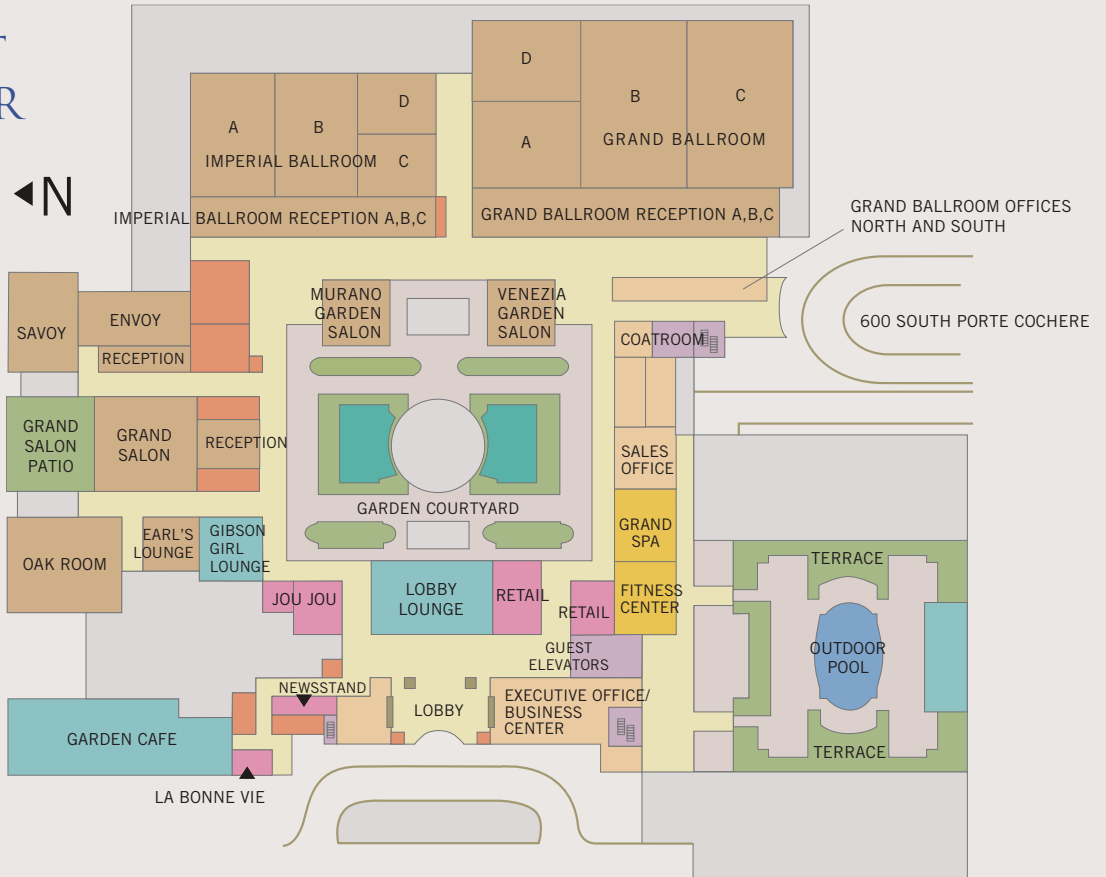 R
N
D
B
C
A
GRAND BALLROOM
GRAND BALLROOM RECEPTION A,B,C
A
B
D
IMPERIAL BALLROOM
C
IMPERIAL BALLROOM RECEPTION A,B,C
GRAND BALLROOM OFFICES
NORTH AND SOUTH
600 SOUTH PORTE COCHERE
SAVOY
ENVOY
RECEPTION
MURANO
GARDEN
SALON
VENEZIA
GARDEN
SALON
COATROOM
GRAND
SALON
PATIO
GRAND
SALON
RECEPTION
SALES
OFFICE
GARDEN COURTYARD
GRAND
SPA
OAK ROOM
EARL'S
LOUNGE
GIBSON
GIRL
LOUNGE
JOU JOU
LOBBY
LOUNGE
RETAIL
RETAIL
FITNESS
CENTER
TERRACE
OUTDOOR
POOL
TERRACE
GUEST
ELEVATORS
NEWSSTAND
LOBBY
EXECUTIVE OFFICE/
BUSINESS
CENTER
GARDEN CAFE
LA BONNE VIE